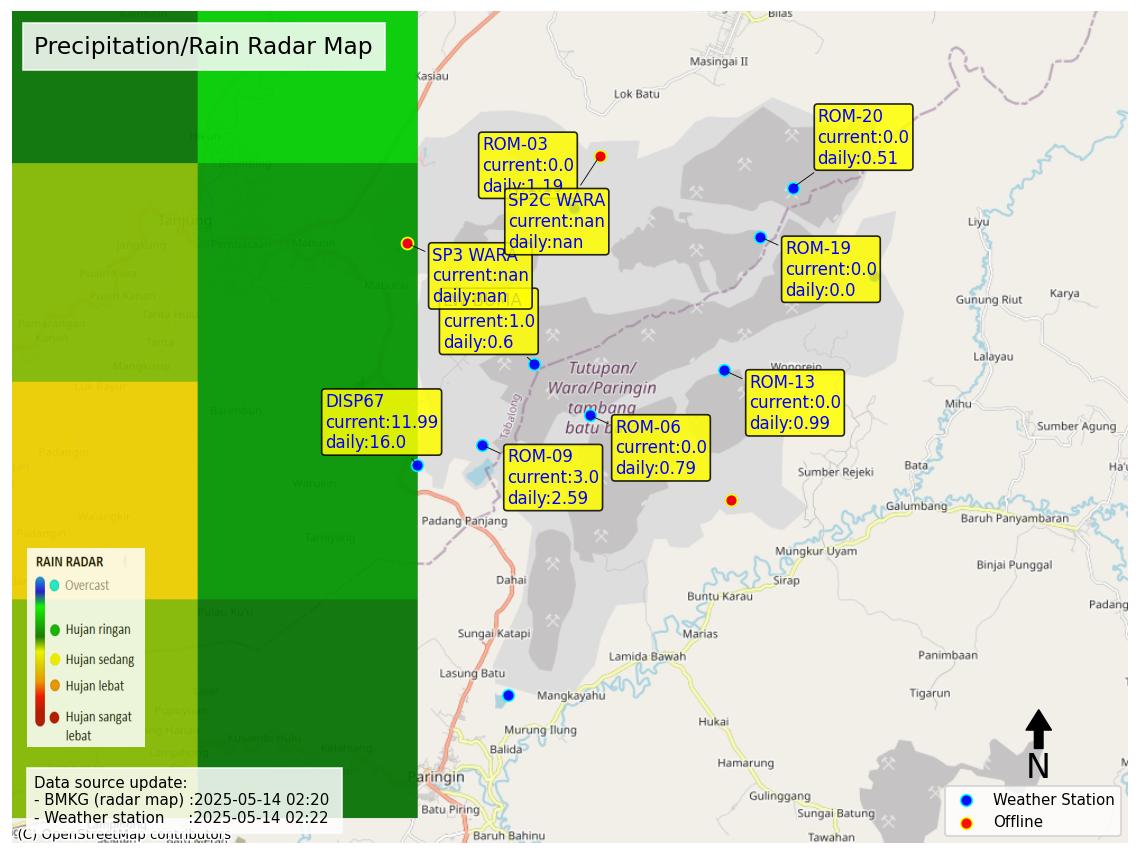 Precipitation/Rain Radar Map
Bilas
Masingai II
Kasiau
Lok Batu
ROM-20
current:0.0
daily:0.51
ROM-03
current:0.0
daily:1.19
SP2C WARA
current:nan
daily:nan
Tanjung
Liyu
ROM-19
current:0.0
daily:0.0
SP3 WARA
current:nan
daily:nan
Mabuun
Gunung Riut
Karya
current:1.0
daily:0.6
Lalayau
Tutupan/
Wara/Paringin
tambang
batu b
Wonorejo
ROM-13
current:0.0
daily:0.99
Mihu
Sumber Agung
Tabalong
DISP67
current:11.99
daily:16.0
ROM-06
current:0.0
daily:0.79
ROM-09
current:3.0
daily:2.59
Bata
Sumber Rejeki
Ha'u
Galumbang
Baruh Panyambaran
Padang Panjang
Mungkur Uyam
Binjai Punggal
RAIN RADAR
Overcast
Hujan ringan
Hujan sedang
Hujan lebat
Hujan sangat
lebat
Dahai
Sirap
Buntu Karau
Padang
Sungai Katapi
Marias
Lamida Bawah
Panimbaan
Lasung Batu
Mangkayahu
Tigarun
Murung Ilung
Hukai
Balida
Hamarung
N
Paringin
Gulinggang
Batu Piring
Sungai Batung
Baruh Bahinu
Tawahan
Data source update:
- BMKG (radar map) :2025-05-14 02:20
- Weather station :2025-05-14 02:22
(C) OpenStreetMap contributors
Weather Station
Offline